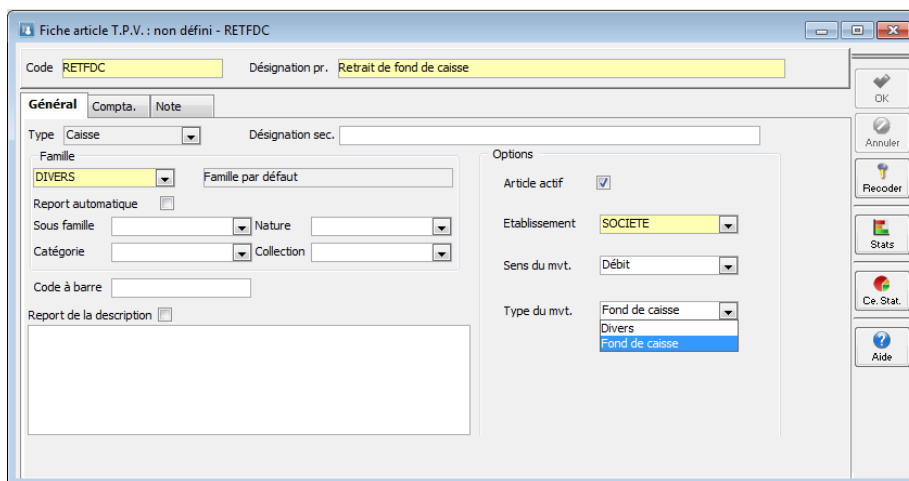 Fiche article T.P.V. : non défini - RETFDC
Code RETFDC Désignation pr. Retrait de fond de caisse
OK
Général Compta. Note
Type Caisse Désignation sec.
Annuler
Famille Options
DIVERS Famille par défaut Article actif
Recoder
Report automatique
Sous famille Nature Etablissement SOCIETE
Stats
Catégorie Collection Sens du mvt. Débit
Code à barre
Ce. Stat.
Report de la description Type du mvt. Fond de caisse
Divers
Fond de caisse
Aide